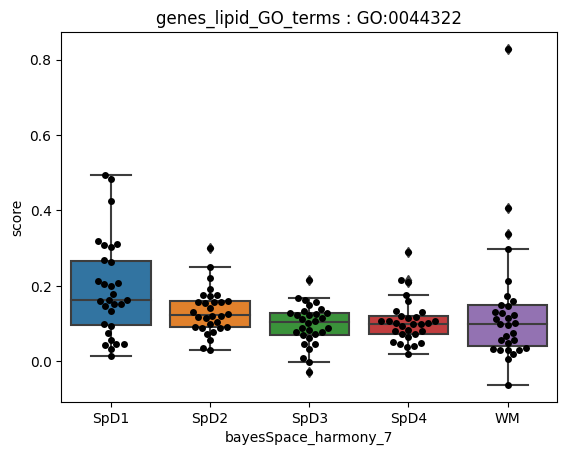 genes_lipid_GO_terms : GO:0044322
0.8
0.6
0.4
0.2
0.0
score
SpD1 SpD2 SpD3 SpD4 WM
bayesSpace_harmony_7